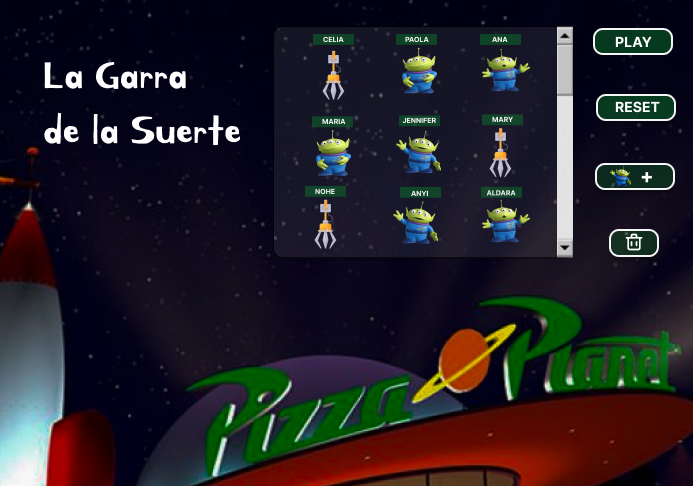 La Garra
de la Suerte
CELIA
PAOLA
ANA
MARIA
JENNIFER
MARY
NOHE
ANYI
ALDARA
PLAY
RESET
+
Pizza Planet